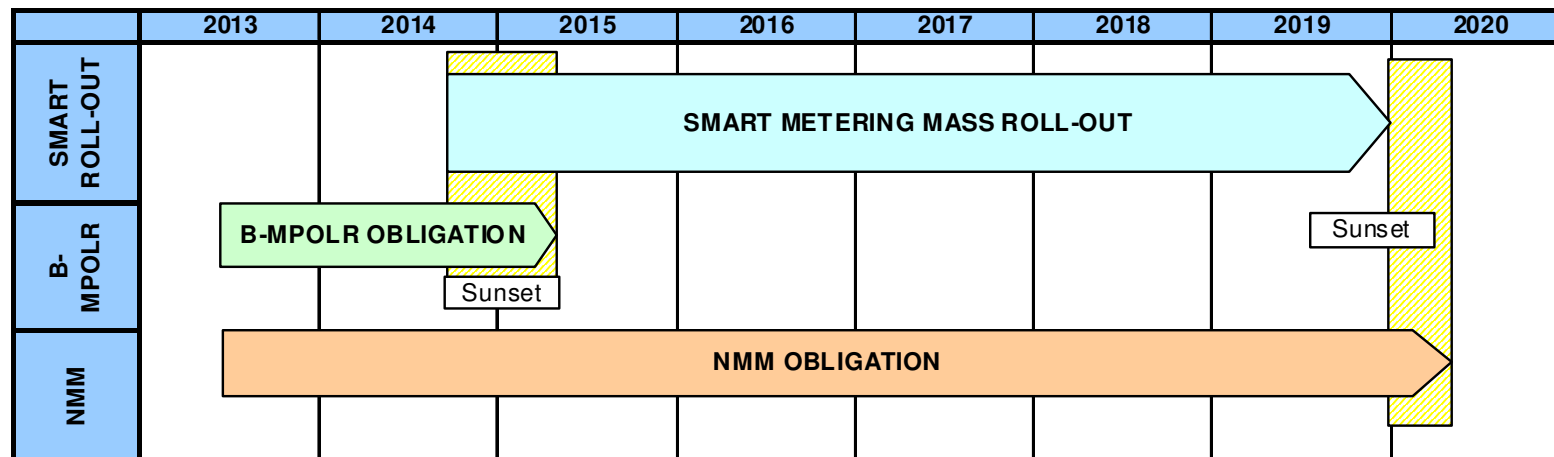 2013 2014 2015 2016 2017 2018 2019 2020
SMART
ROLL-OUT
SMART METERING MASS ROLL-OUT
B-
MPOLR
B-MPOLR OBLIGATION
Sunset
Sunset
NMM
NMM OBLIGATION